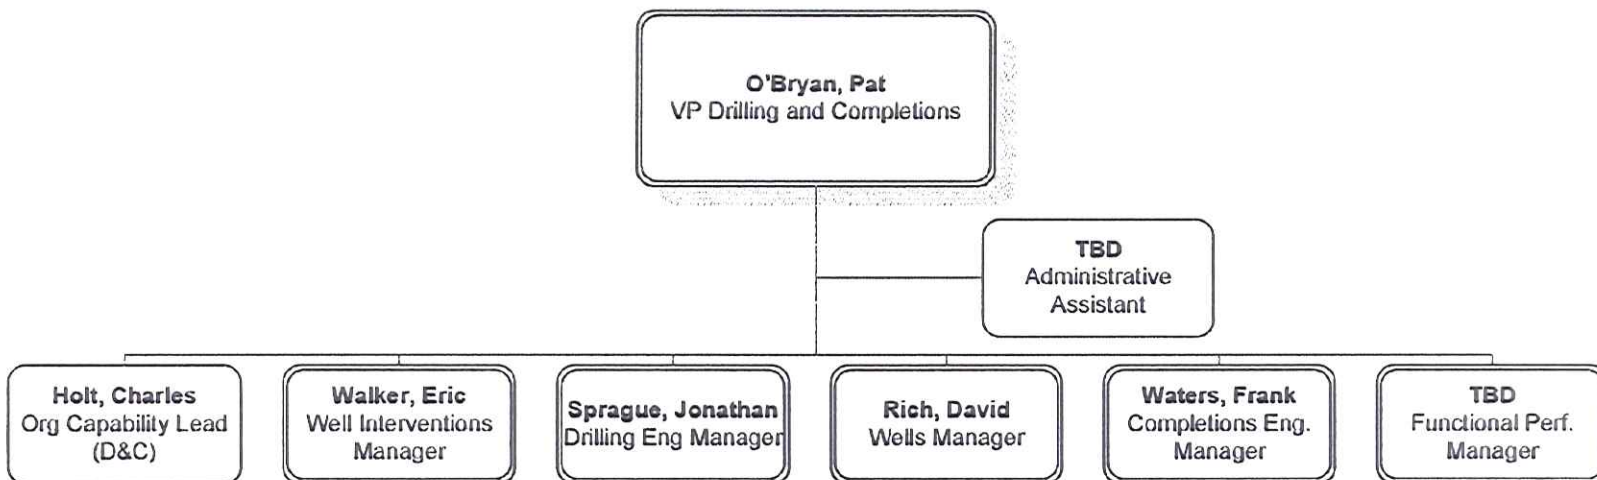 O'Bryan, Pat
VP Drilling and Completions
TBD
Administrative
Assistant
Holt, Charles
Org Capability Lead
(D&C)
Walker, Eric
Well Interventions
Manager
Sprague, Jonathan
Drilling Eng Manager
Rich, David
Wells Manager
Waters, Frank
Completions Eng.
Manager
TBD
Functional Perf.
Manager